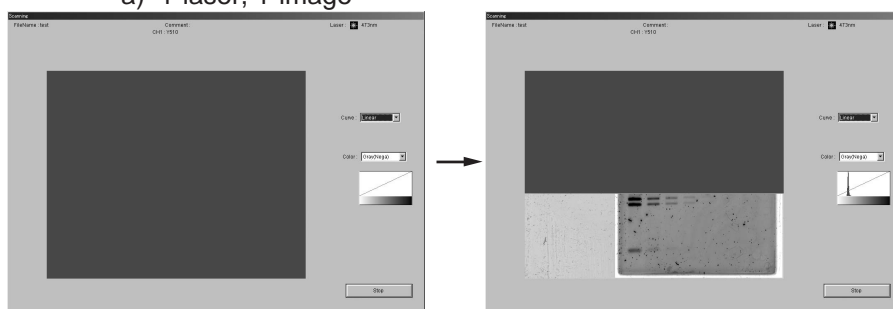 a) 1 laser, 1 image
Scanning
FileName : test
Comment :
CH1 : Y510
Laser : 473nm
Curve : Linear
Color : Gray(Nega)
Stop
Scanning
FileName : test
Comment :
CH1 : Y510
Laser : 473nm
Curve : Linear
Color : Gray(Nega)
Stop